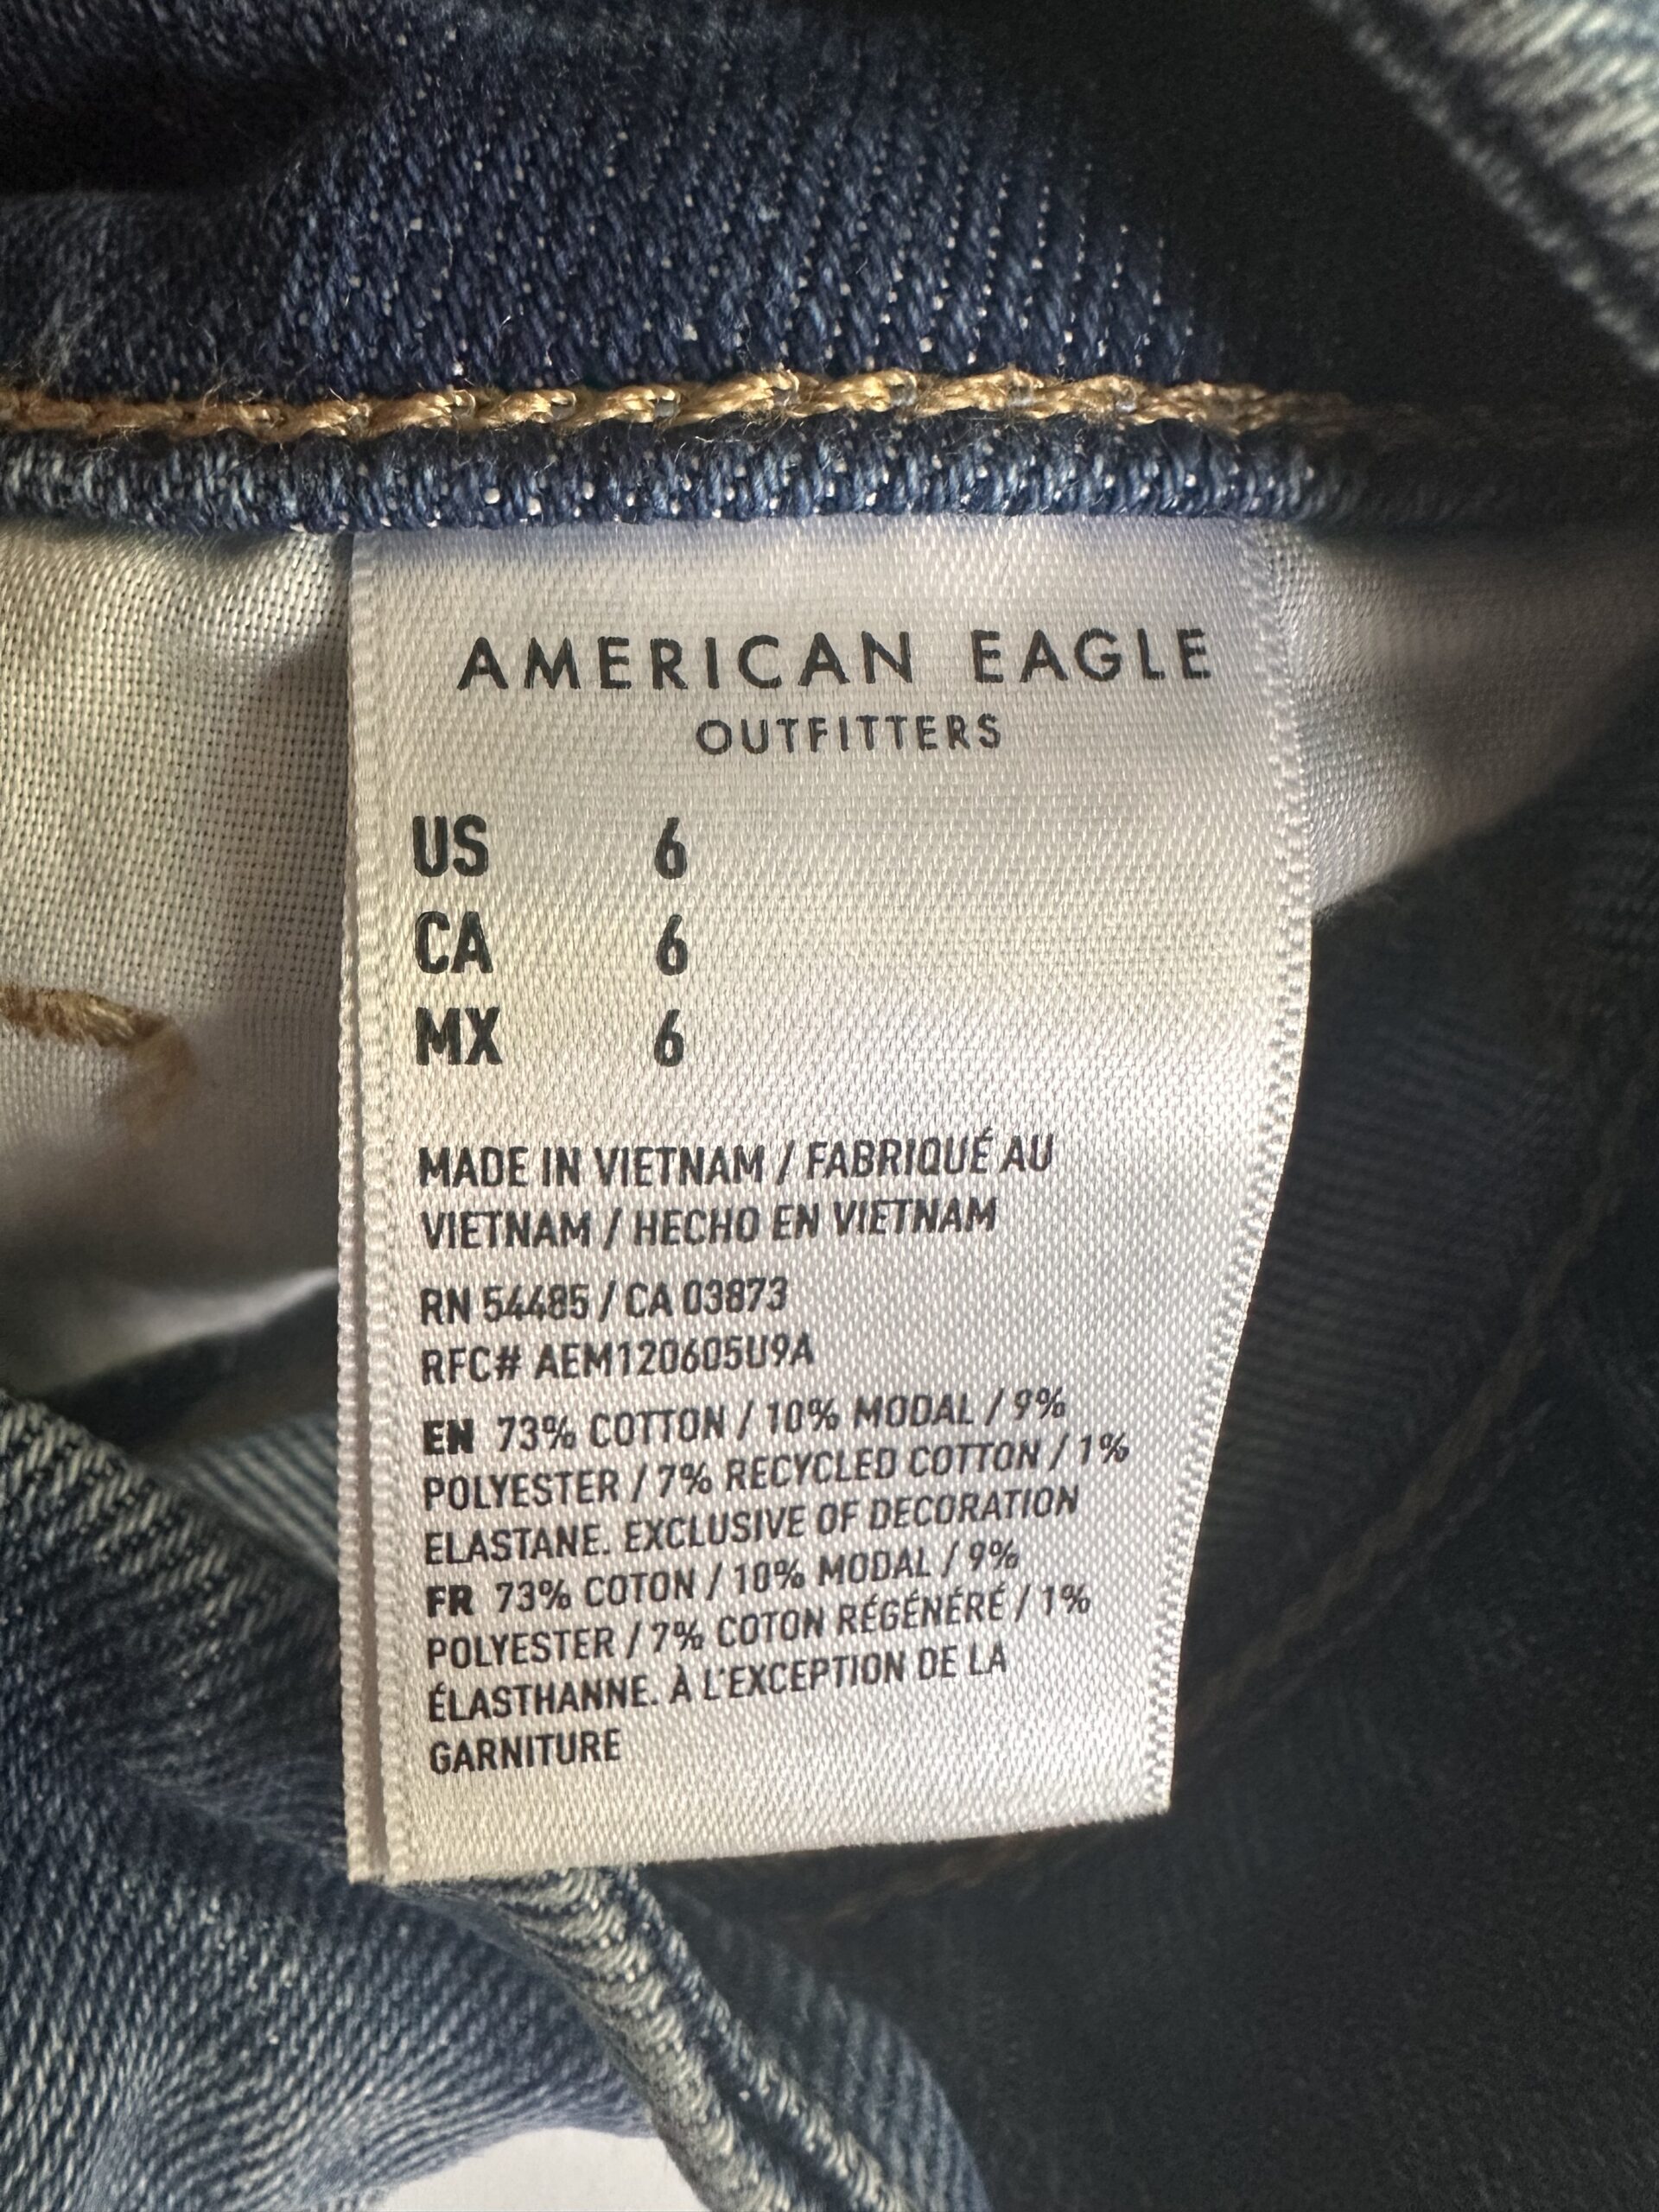 AMERICAN EAGLE
OUTFITTERS
US 6
CA 6
MX 6
MADE IN VIETNAM / FABRIQUÉ AU
VIETNAM / HECHO EN VIETNAM
RN 54485 / CA 03873
RFC# AEM120605U9A
EN 73% COTTON / 10% MODAL / 9%
POLYESTER / 7% RECYCLED COTTON / 1%
ELASTANE. EXCLUSIVE OF DECORATION
FR 73% COTON / 10% MODAL / 9%
POLYESTER / 7% COTON RÉGÉNÉRÉ / 1%
ÉLASTHANNE. À L'EXCEPTION DE LA
GARNITURE